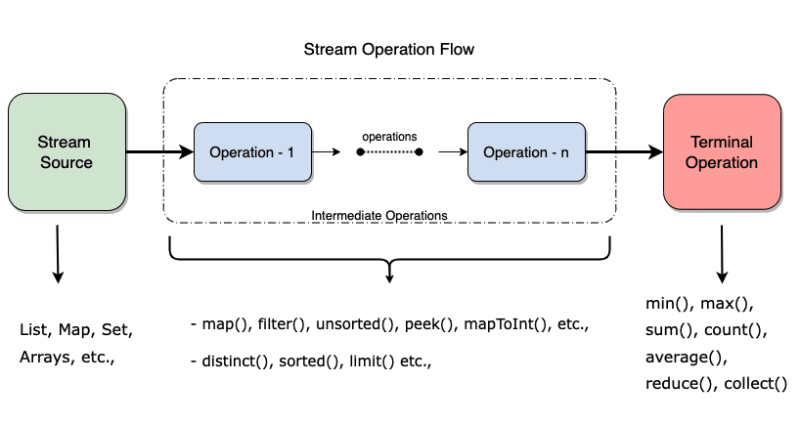 Stream Operation Flow
Stream
Source
Operation - 1
operations
Operation - n
Terminal
Operation
Intermediate Operations
List, Map, Set,
Arrays, etc.,
- map(), filter(), unsorted(), peek(), mapToInt(), etc.,
- distinct(), sorted(), limit() etc.,
min(), max(),
sum(), count(),
average(),
reduce(), collect()